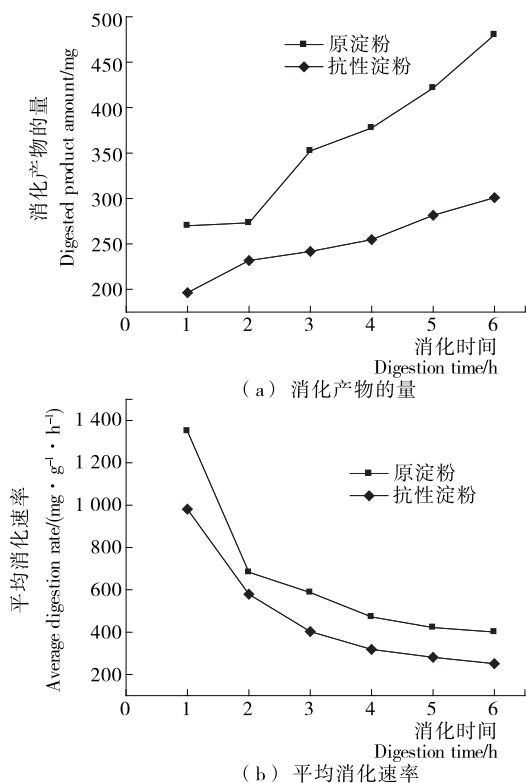 500
450
400
350
300
250
200
消化产物的量
Digested product amount/mg
原淀粉
抗性淀粉
0 1 2 3 4 5 6
消化时间
Digestion time/h
(a) 消化产物的量
1 400
1 200
1 000
800
600
400
200
平均消化速率
Average digestion rate/(mg·g⁻¹·h⁻¹)
原淀粉
抗性淀粉
0 1 2 3 4 5 6
消化时间
Digestion time/h
(b) 平均消化速率